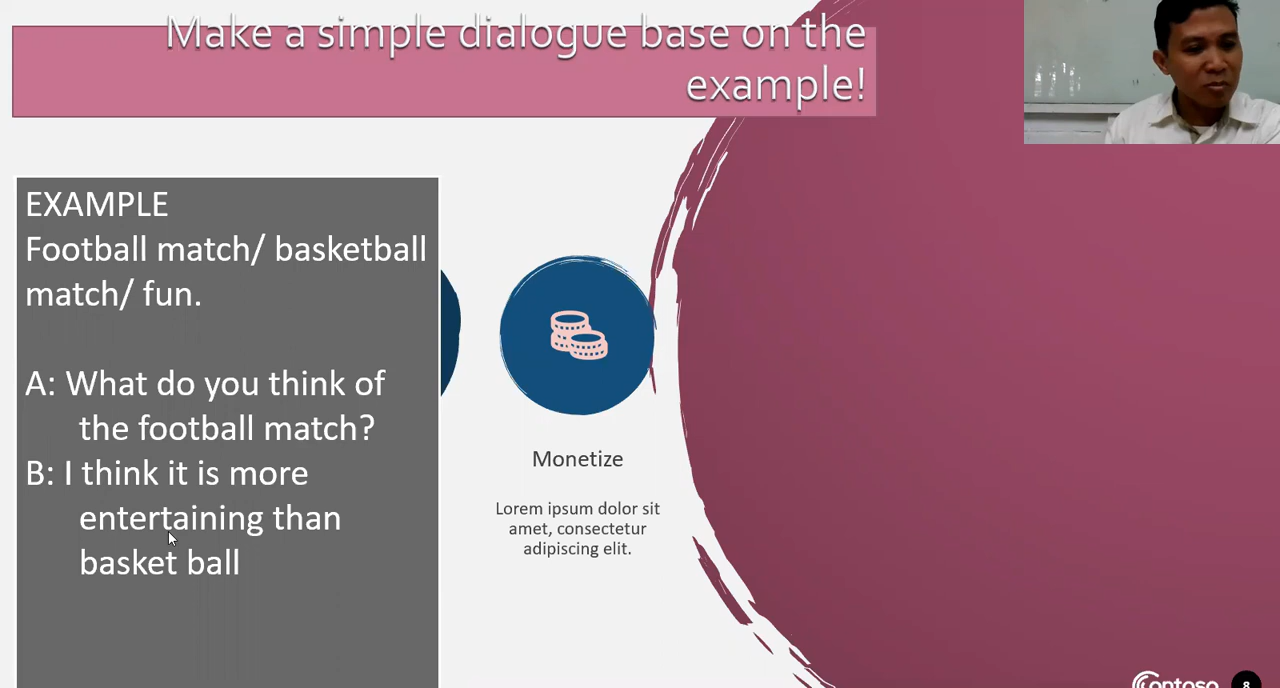 Make a simple dialogue base on the
example!
EXAMPLE
Football match/ basketball
match/ fun.
A: What do you think of
the football match?
B: I think it is more
entertaining than
basket ball
Monetize
Lorem ipsum dolor sit
amet, consectetur
adipiscing elit.
Contoso
8